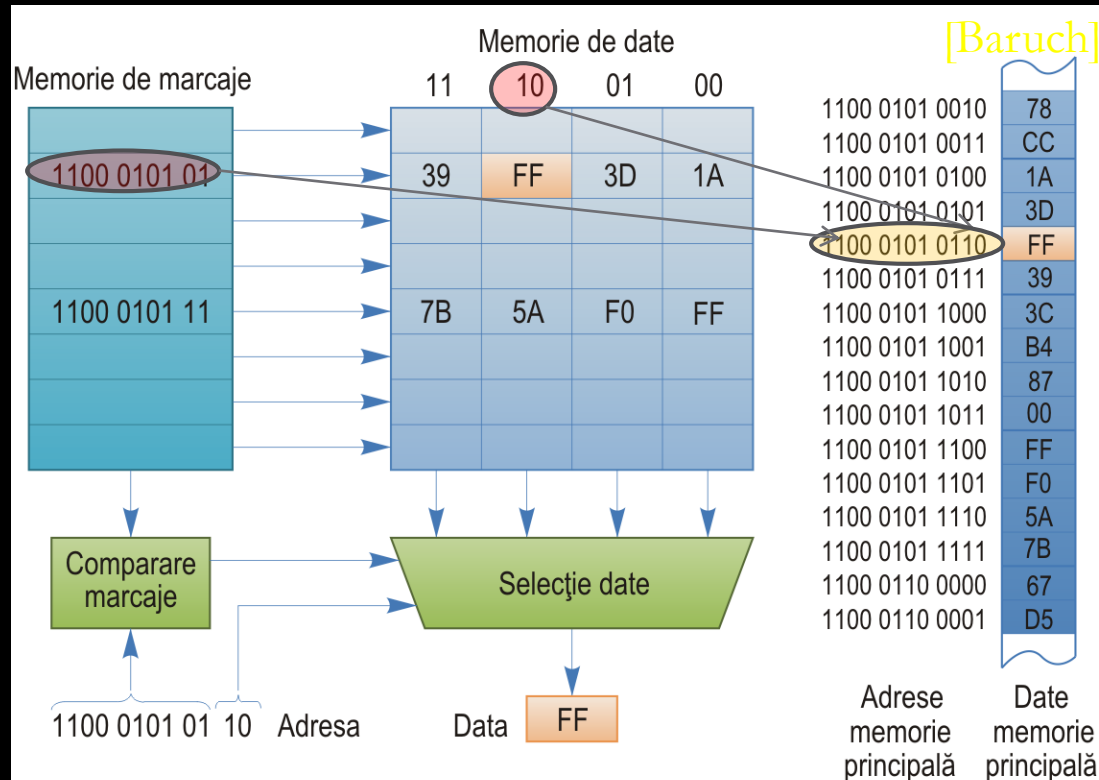 [Baruch]
Memorie de date
Memorie de marcaje
11 10 01 00
1100 0101 01
39 FF 3D 1A
1100 0101 11
7B 5A F0 FF
Comparare
marcaje
Selecţie date
1100 0101 01 10 Adresa
Data FF
1100 0101 0010 78
1100 0101 0011 CC
1100 0101 0100 1A
1100 0101 0101 3D
1100 0101 0110 FF
1100 0101 0111 39
1100 0101 1000 3C
1100 0101 1001 B4
1100 0101 1010 87
1100 0101 1011 00
1100 0101 1100 FF
1100 0101 1101 F0
1100 0101 1110 5A
1100 0101 1111 7B
1100 0110 0000 67
1100 0110 0001 D5
Adrese
memorie
principală
Date
memorie
principală